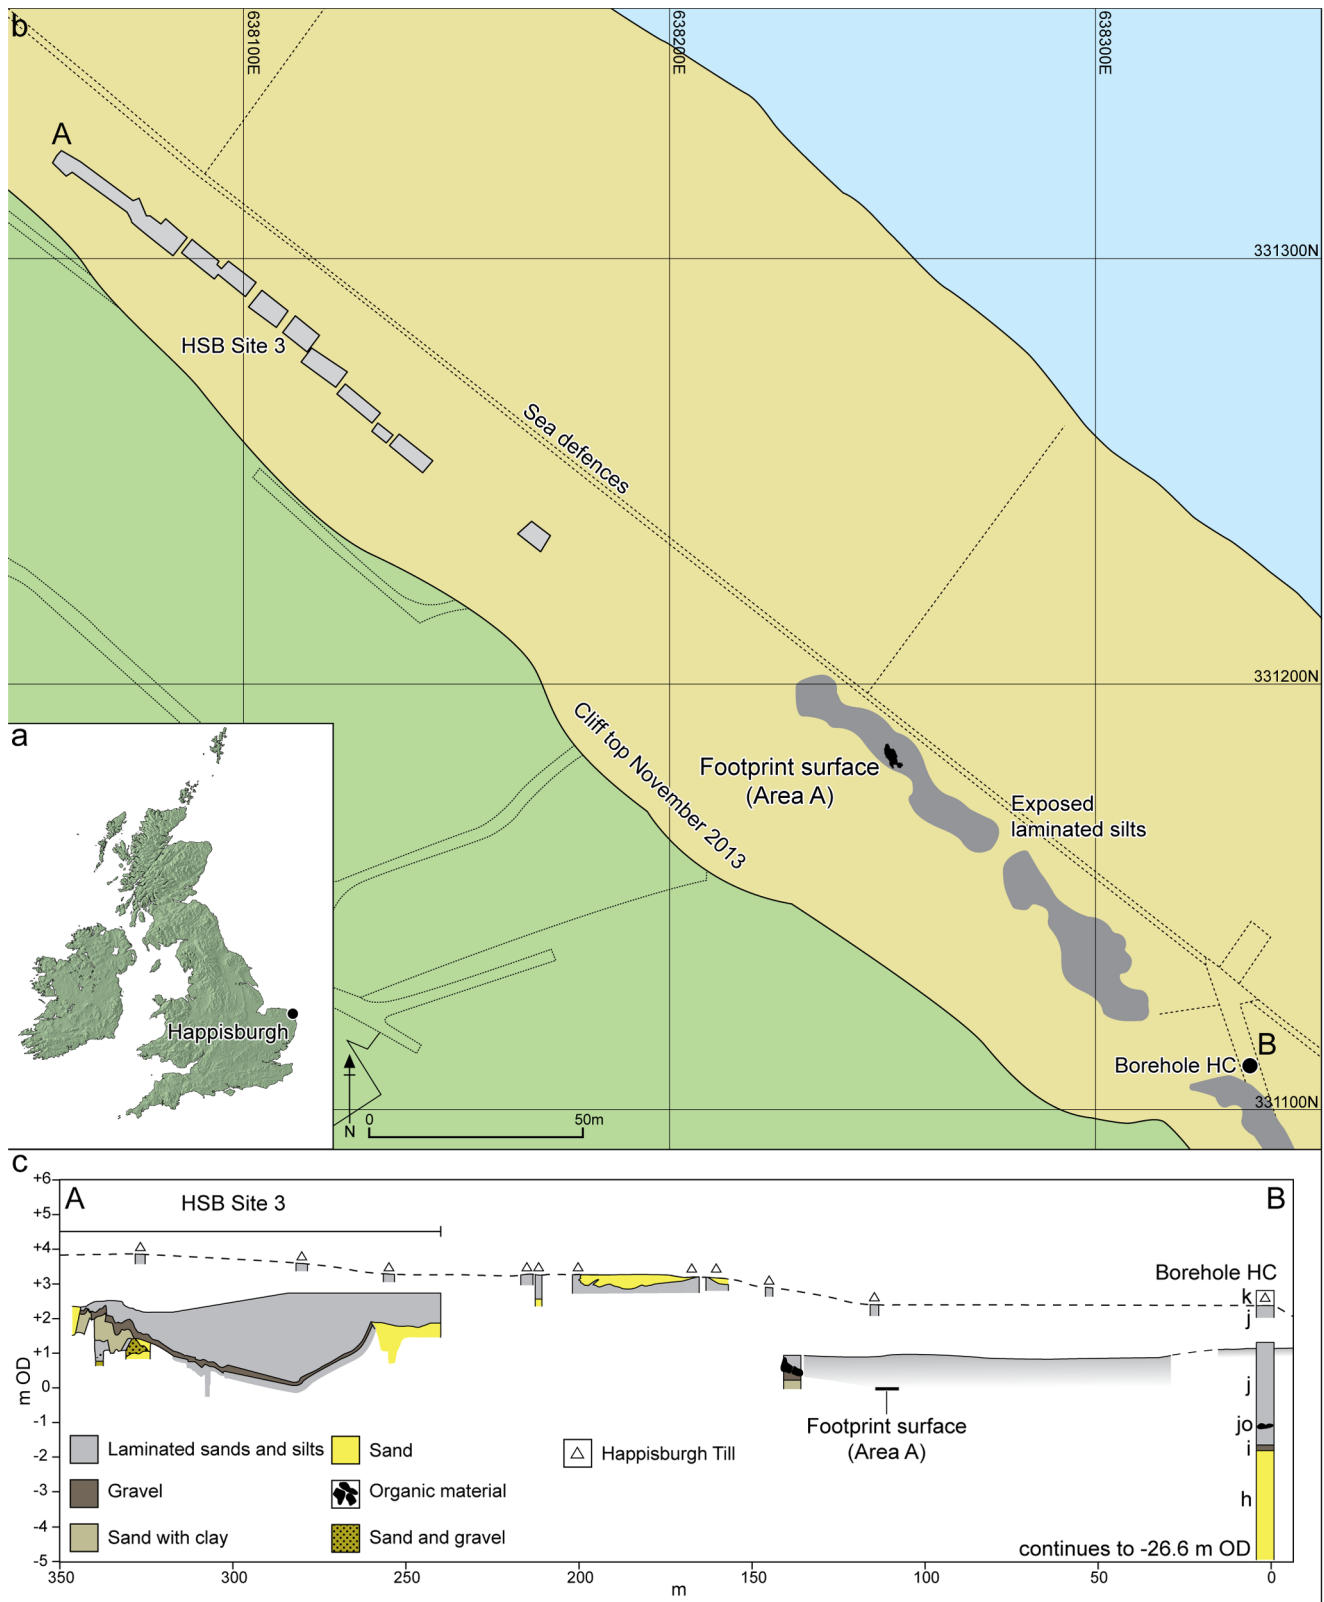 b
638100E
638200E
638300E
A
331300N
HSB Site 3
Sea defences
331200N
Cliff top November 2013
Footprint surface
(Area A)
Exposed
laminated silts
a
Happisburgh
B
Borehole HC
331100N
0
50m
N
c
+6
+5
+4
+3
+2
+1
0
-1
-2
-3
-4
-5
m OD
A
HSB Site 3
B
Borehole HC
k
j
j
jo
i
h
Footprint surface
(Area A)
Laminated sands and silts
Sand
Happisburgh Till
Gravel
Organic material
Sand with clay
Sand and gravel
continues to -26.6 m OD
350
300
250
200
150
100
50
0
m